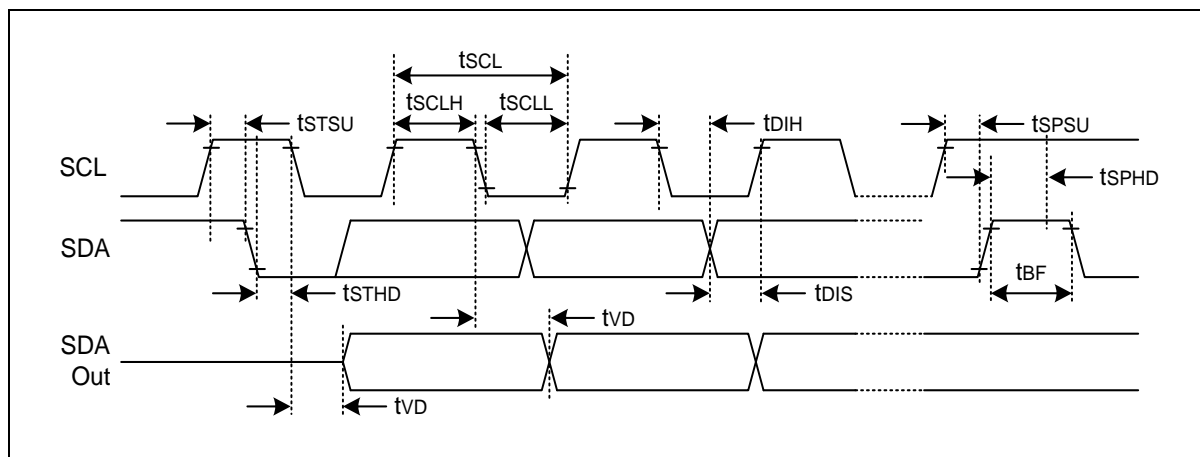 tSCL
tSCLH
tSCLL
tSTSU
tDIH
tSPSU
SCL
tSPHD
SDA
tBF
tSTHD
tDIS
tVD
SDA
Out
tVD